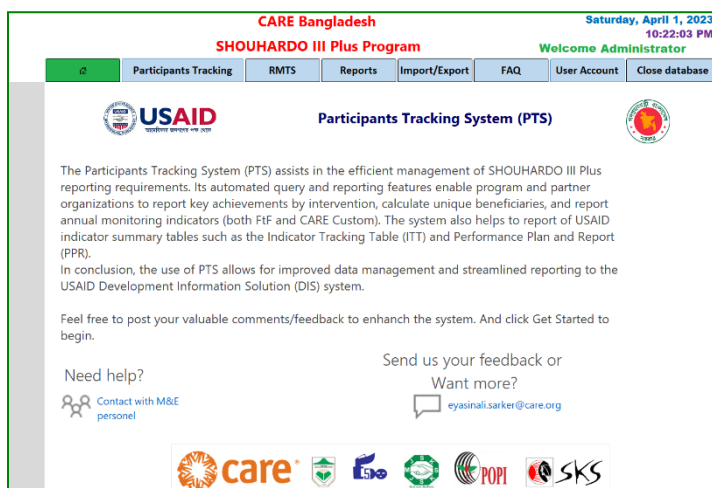 CARE Bangladesh
Saturday, April 1, 2023
10:22:03 PM
SHOUHARDO III Plus Program
Welcome Administrator
Participants Tracking
RMTS
Reports
Import/Export
FAQ
User Account
Close database
USAID
Participants Tracking System (PTS)
The Participants Tracking System (PTS) assists in the efficient management of SHOUHARDO III Plus
reporting requirements. Its automated query and reporting features enable program and partner
organizations to report key achievements by intervention, calculate unique beneficiaries, and report
annual monitoring indicators (both FtF and CARE Custom). The system also helps to report of USAID
indicator summary tables such as the Indicator Tracking Table (ITT) and Performance Plan and Report
(PPR).
In conclusion, the use of PTS allows for improved data management and streamlined reporting to the
USAID Development Information Solution (DIS) system.
Feel free to post your valuable comments/feedback to enhanch the system. And click Get Started to
begin.
Need help?
Contact with M&E
personel
Send us your feedback or
Want more?
eyasinali.sarker@care.org
care
POPI
SKS